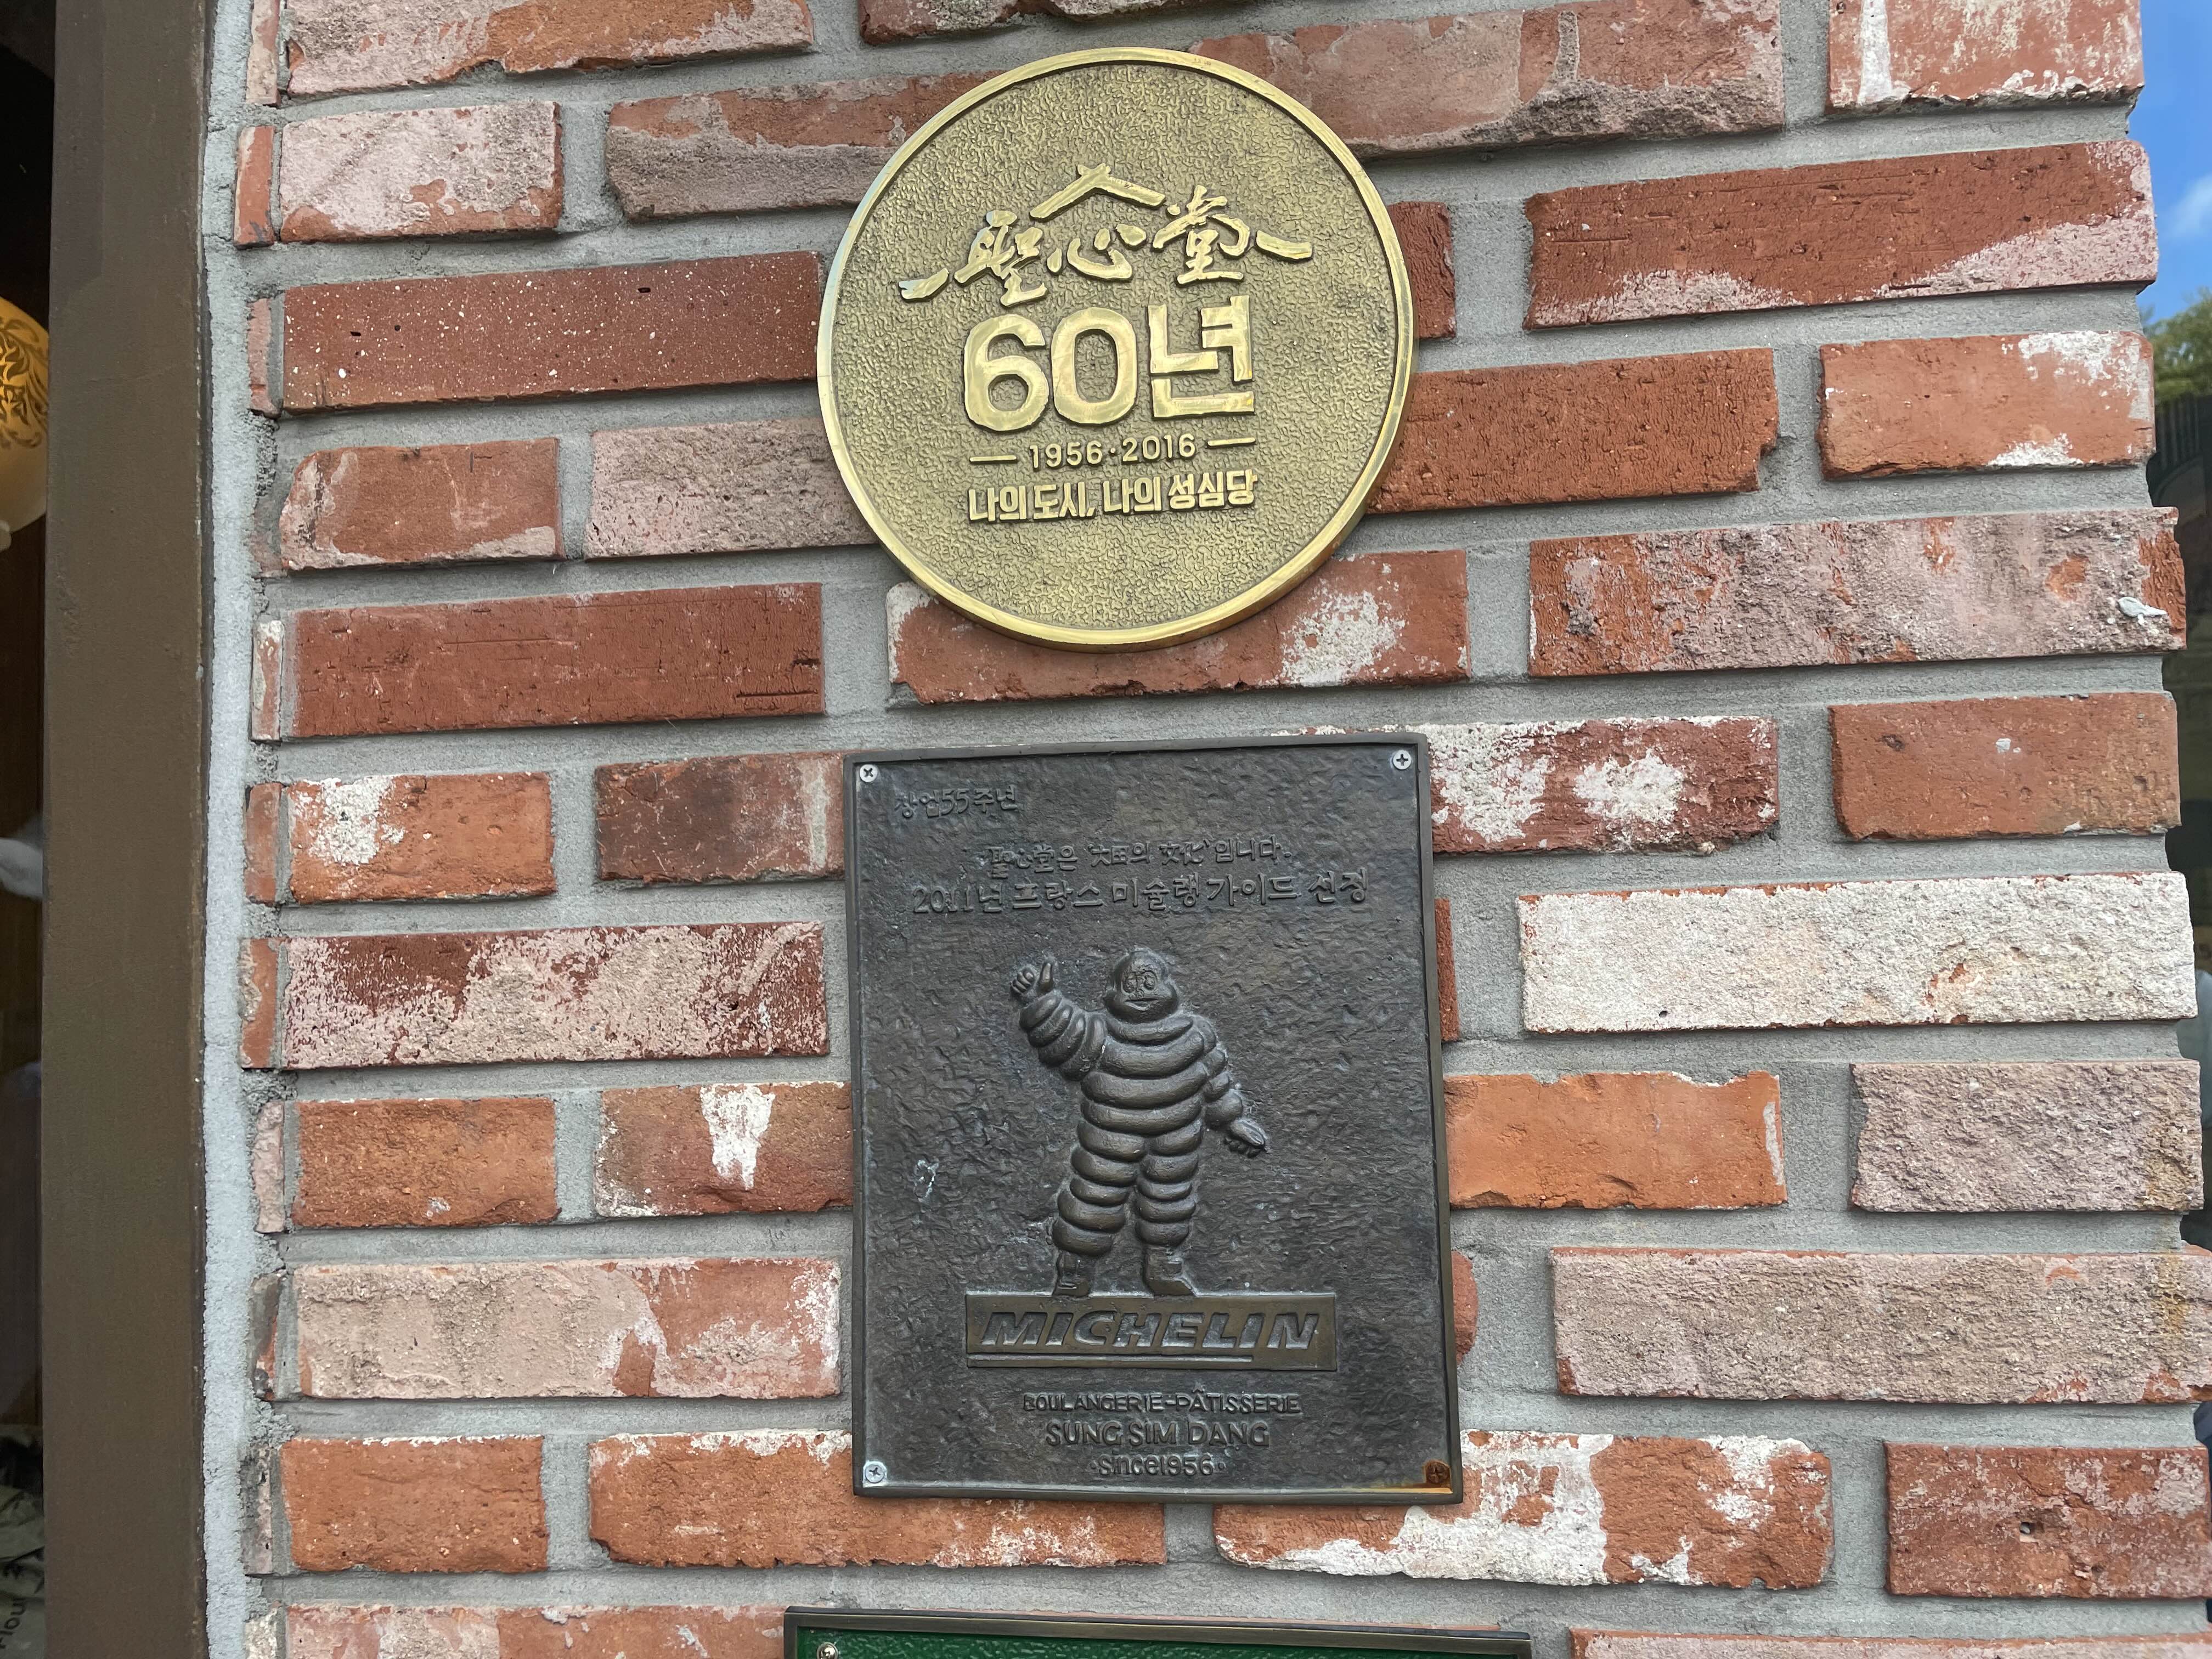 聖心堂
60년
1956·2016
나의 도시, 나의 성심당
창업55주년
聖心堂은 '大田의 文化'입니다.
2011년 프랑스 미슐랭가이드 선정
MICHELIN
BOULANGERIE-PÂTISSERIE
SUNG SIM DANG
·since1956·